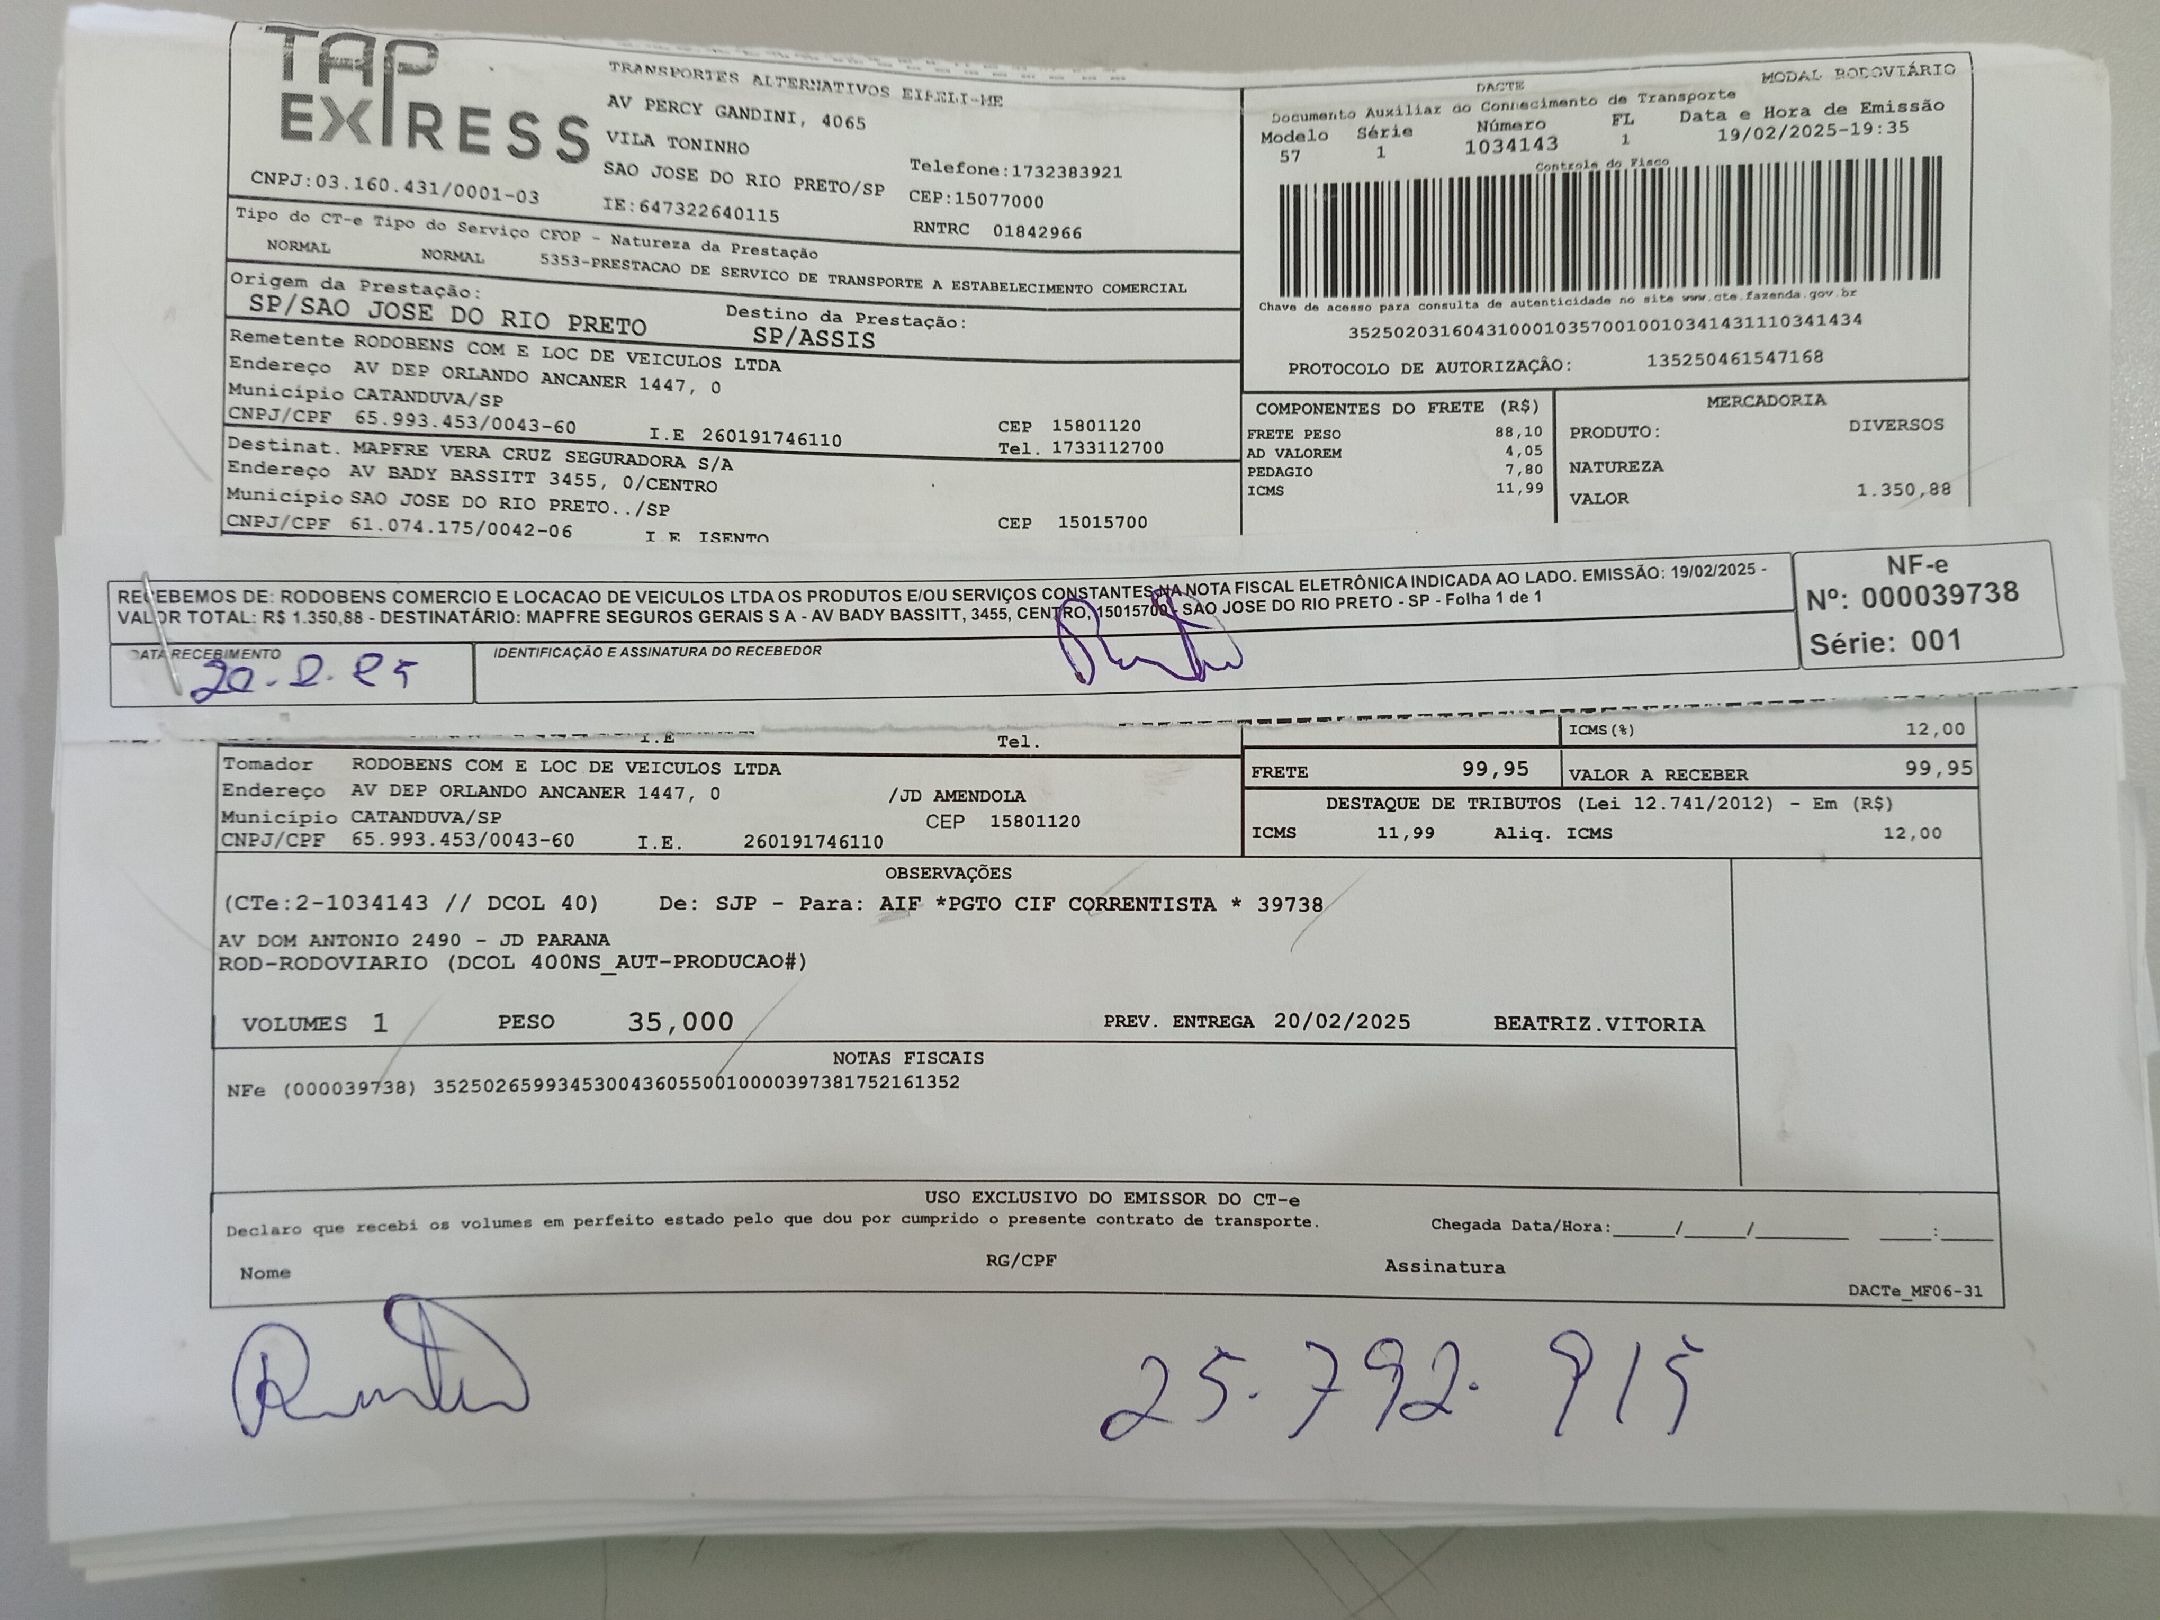 TAP EXPRESS
TRANSPORTES ALTERNATIVOS EIRELI-ME
AV PERCY GANDINI, 4065
VILA TONINHO
SAO JOSE DO RIO PRETO/SP
Telefone:1732383921
CEP:15077000
CNPJ:03.160.431/0001-03
IE:647322640115
RNTRC 01842966
DACTE
MODAL RODOVIÁRIO
Documento Auxiliar do Conhecimento de Transporte
Modelo Série Número FL Data e Hora de Emissão
57 1 1034143 1 19/02/2025-19:35
Controle do Fisco
Chave de acesso para consulta de autenticidade no site www.cte.fazenda.gov.br
35250203160431000103570010010341431110341434
PROTOCOLO DE AUTORIZAÇÃO: 135250461547168
Tipo do CT-e Tipo do Serviço CFOP - Natureza da Prestação
NORMAL NORMAL 5353-PRESTACAO DE SERVICO DE TRANSPORTE A ESTABELECIMENTO COMERCIAL
Origem da Prestação: Destino da Prestação:
SP/SAO JOSE DO RIO PRETO SP/ASSIS
Remetente RODOBENS COM E LOC DE VEICULOS LTDA
Endereço AV DEP ORLANDO ANCANER 1447, 0
Município CATANDUVA/SP CEP 15801120
CNPJ/CPF 65.993.453/0043-60 I.E 260191746110 Tel. 1733112700
Destinat. MAPFRE VERA CRUZ SEGURADORA S/A
Endereço AV BADY BASSITT 3455, 0/CENTRO
Município SAO JOSE DO RIO PRETO../SP CEP 15015700
CNPJ/CPF 61.074.175/0042-06 I.E ISENTO
COMPONENTES DO FRETE (R$)
FRETE PESO 88,10
AD VALOREM 4,05
PEDAGIO 7,80
ICMS 11,99
MERCADORIA
PRODUTO: DIVERSOS
NATUREZA
VALOR 1.350,88
RECEBEMOS DE: RODOBENS COMERCIO E LOCACAO DE VEICULOS LTDA OS PRODUTOS E/OU SERVIÇOS CONSTANTES NA NOTA FISCAL ELETRÔNICA INDICADA AO LADO. EMISSÃO: 19/02/2025 -
VALOR TOTAL: R$ 1.350,88 - DESTINATÁRIO: MAPFRE SEGUROS GERAIS S A - AV BADY BASSITT, 3455, CENTRO, 15015700 - SAO JOSE DO RIO PRETO - SP - Folha 1 de 1
NF-e
Nº: 000039738
Série: 001
DATA RECEBIMENTO
20.2.25
IDENTIFICAÇÃO E ASSINATURA DO RECEBEDOR
I.E Tel.
ICMS(%) 12,00
Tomador RODOBENS COM E LOC DE VEICULOS LTDA
Endereço AV DEP ORLANDO ANCANER 1447, 0 /JD AMENDOLA
Município CATANDUVA/SP CEP 15801120
CNPJ/CPF 65.993.453/0043-60 I.E. 260191746110
FRETE 99,95 VALOR A RECEBER 99,95
DESTAQUE DE TRIBUTOS (Lei 12.741/2012) - Em (R$)
ICMS 11,99 Aliq. ICMS 12,00
OBSERVAÇÕES
(CTe:2-1034143 // DCOL 40) De: SJP - Para: AIF *PGTO CIF CORRENTISTA * 39738
AV DOM ANTONIO 2490 - JD PARANA
ROD-RODOVIARIO (DCOL 400NS_AUT-PRODUCAO#)
VOLUMES 1 PESO 35,000 PREV. ENTREGA 20/02/2025 BEATRIZ.VITORIA
NOTAS FISCAIS
NFe (000039738) 35250265993453004360550010000397381752161352
USO EXCLUSIVO DO EMISSOR DO CT-e
Declaro que recebi os volumes em perfeito estado pelo que dou por cumprido o presente contrato de transporte. Chegada Data/Hora:____/____/______ ___:___
Nome RG/CPF Assinatura
DACTe_MF06-31
25.792.915